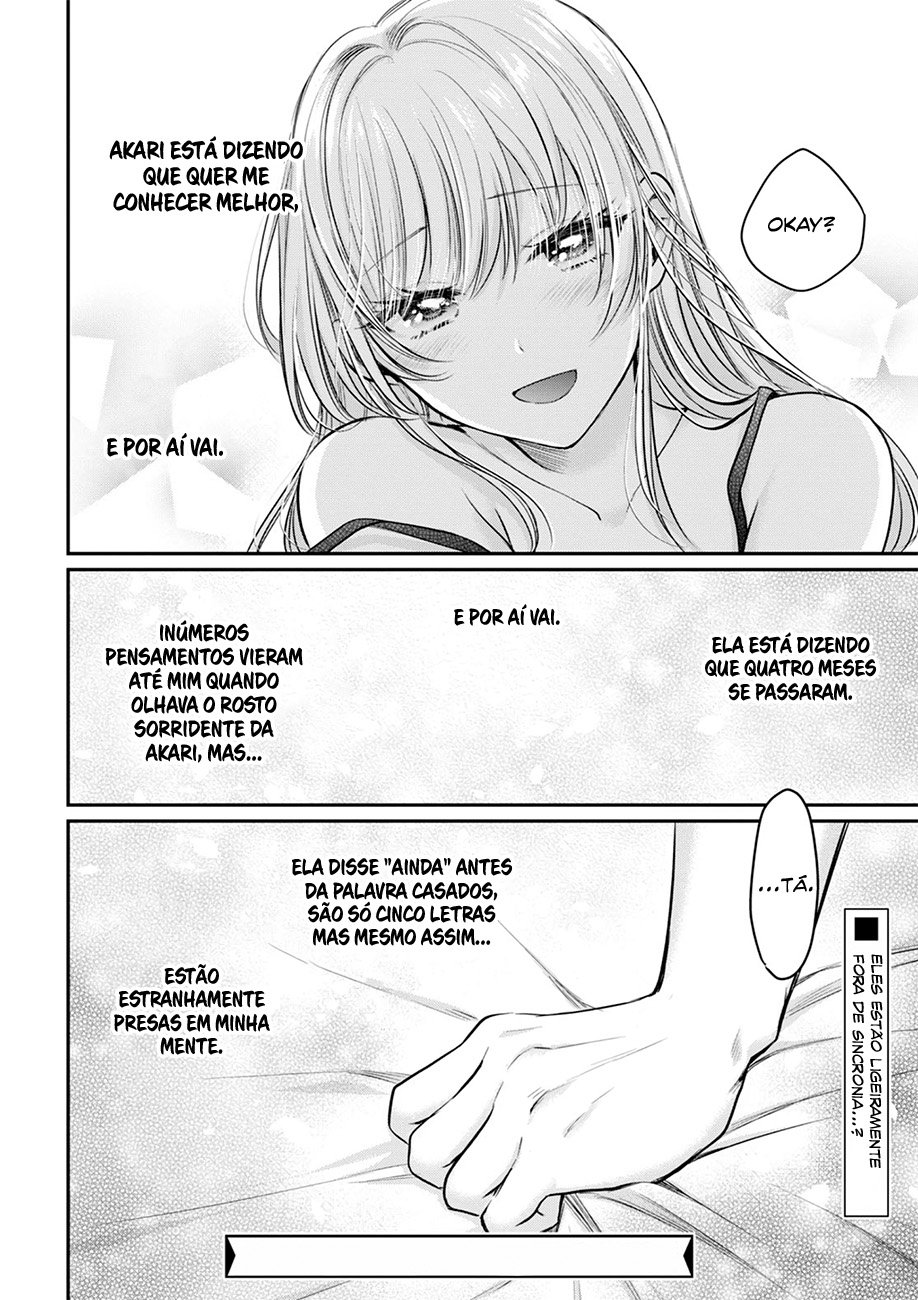 OKAY?
AKARI ESTÁ DIZENDO
QUE QUER ME
CONHECER MELHOR,
E POR AÍ VAI.
ELA ESTÁ DIZENDO
QUE QUATRO MESES
SE PASSARAM.
E POR AÍ VAI.
INÚMEROS
PENSAMENTOS VIERAM
ATÉ MIM QUANDO
OLHAVA O ROSTO
SORRIDENTE DA
AKARI, MAS...
...TÁ.
ELA DISSE "AINDA" ANTES
DA PALAVRA CASADOS,
SÃO SÓ CINCO LETRAS
MAS MESMO ASSIM...
ESTÃO
ESTRANHAMENTE
PRESAS EM MINHA
MENTE.
ELES ESTÃO LIGEIRAMENTE
FORA DE SINCRONIA...?